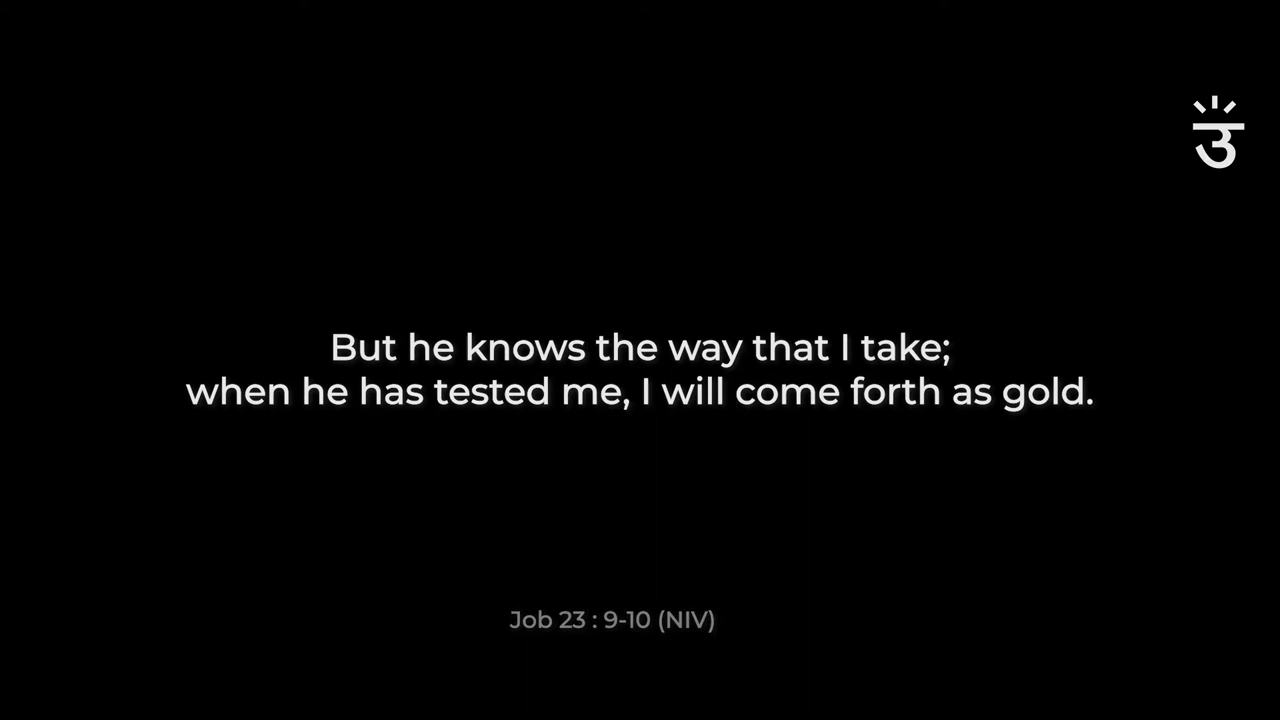 उ
But he knows the way that I take;
when he has tested me, I will come forth as gold.
Job 23 : 9-10 (NIV)